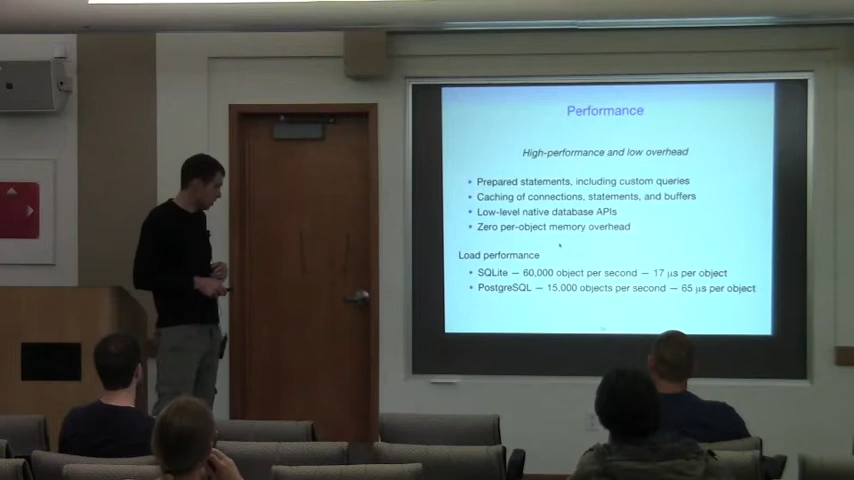 Performance
High-performance and low overhead
Prepared statements, including custom queries
Caching of connections, statements, and buffers
Low-level native database APIs
Zero per-object memory overhead
Load performance
SQLite — 60,000 object per second — 17 μs per object
PostgreSQL — 15,000 objects per second — 65 μs per object